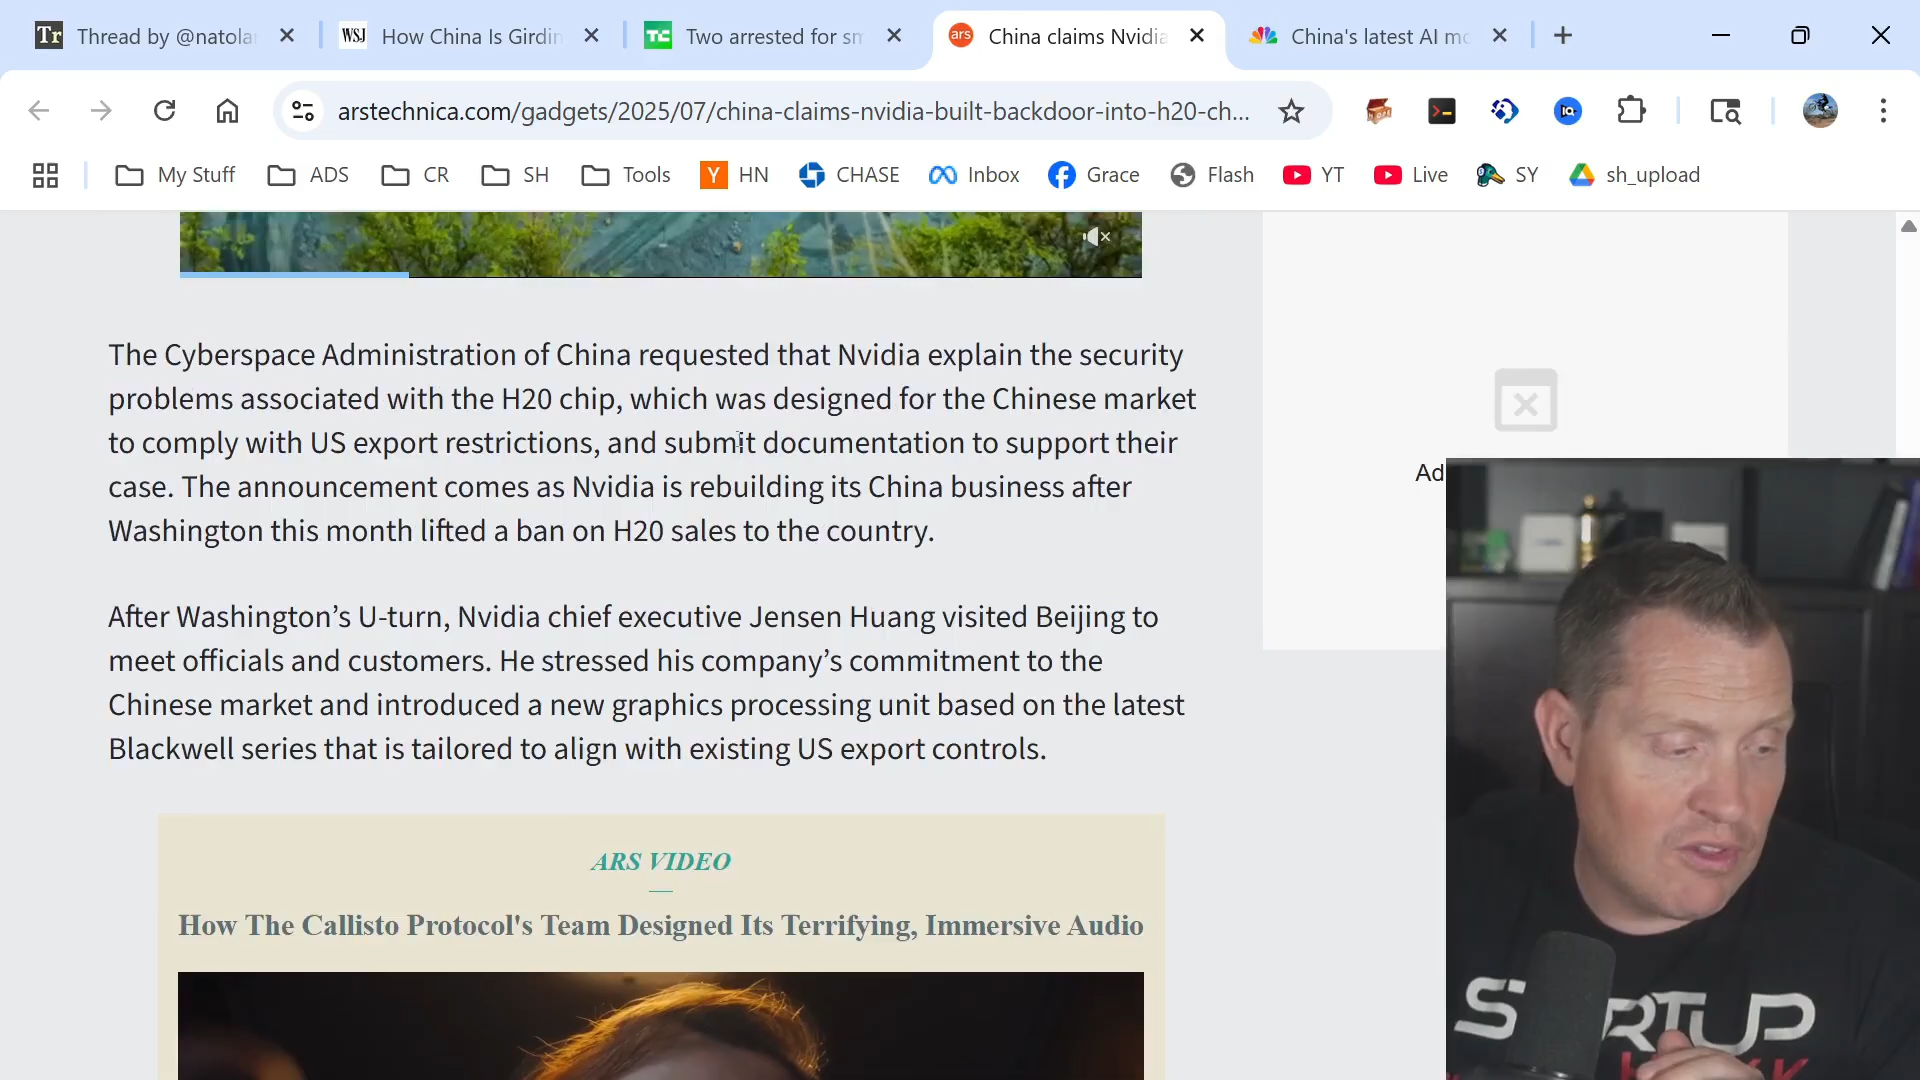 Tr Thread by @natolar
WSJ How China Is Girdin
TC Two arrested for sm
ars China claims Nvidia
China's latest AI mo
arstechnica.com/gadgets/2025/07/china-claims-nvidia-built-backdoor-into-h20-ch...
My Stuff
ADS
CR
SH
Tools
Y HN
CHASE
Inbox
Grace
Flash
YT
Live
SY
sh_upload
The Cyberspace Administration of China requested that Nvidia explain the security
problems associated with the H20 chip, which was designed for the Chinese market
to comply with US export restrictions, and submit documentation to support their
case. The announcement comes as Nvidia is rebuilding its China business after
Washington this month lifted a ban on H20 sales to the country.
After Washington’s U-turn, Nvidia chief executive Jensen Huang visited Beijing to
meet officials and customers. He stressed his company’s commitment to the
Chinese market and introduced a new graphics processing unit based on the latest
Blackwell series that is tailored to align with existing US export controls.
ARS VIDEO
How The Callisto Protocol's Team Designed Its Terrifying, Immersive Audio
Ad